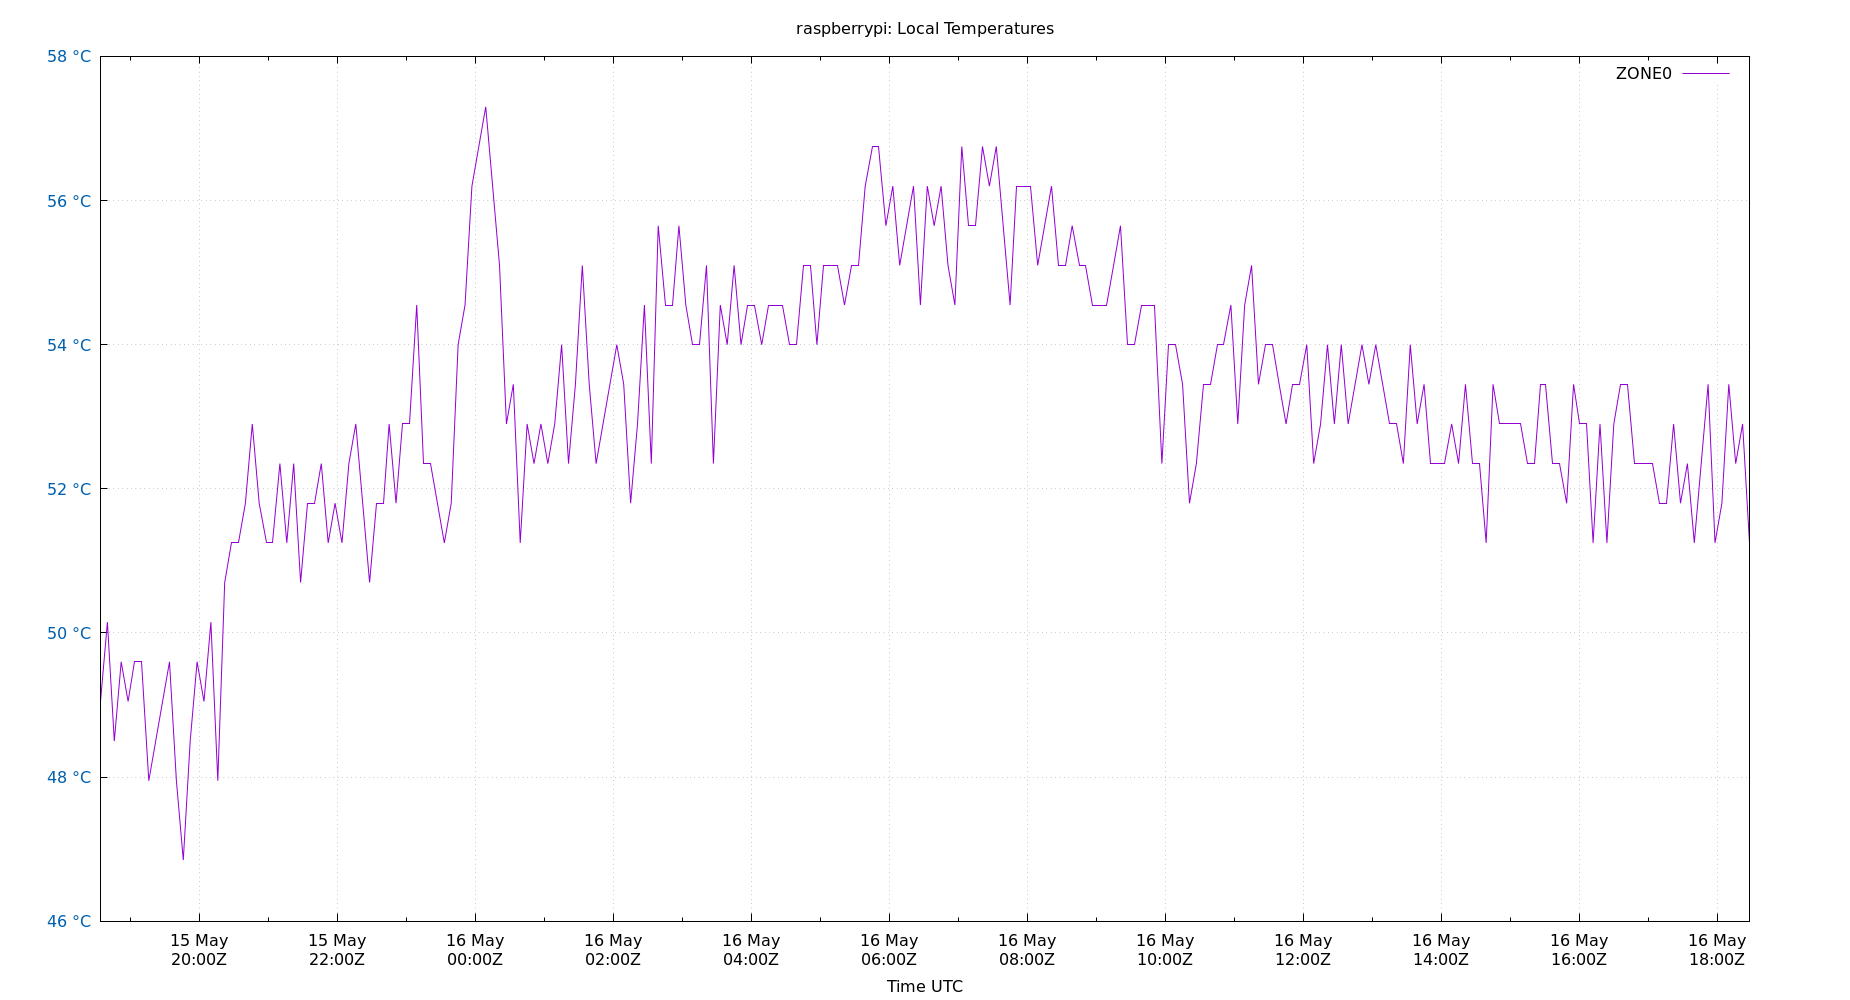 raspberrypi: Local Temperatures
58 °C
56 °C
54 °C
52 °C
50 °C
48 °C
46 °C
ZONE0
15 May 15 May 16 May 16 May 16 May 16 May 16 May 16 May 16 May 16 May 16 May 16 May
20:00Z 22:00Z 00:00Z 02:00Z 04:00Z 06:00Z 08:00Z 10:00Z 12:00Z 14:00Z 16:00Z 18:00Z
Time UTC